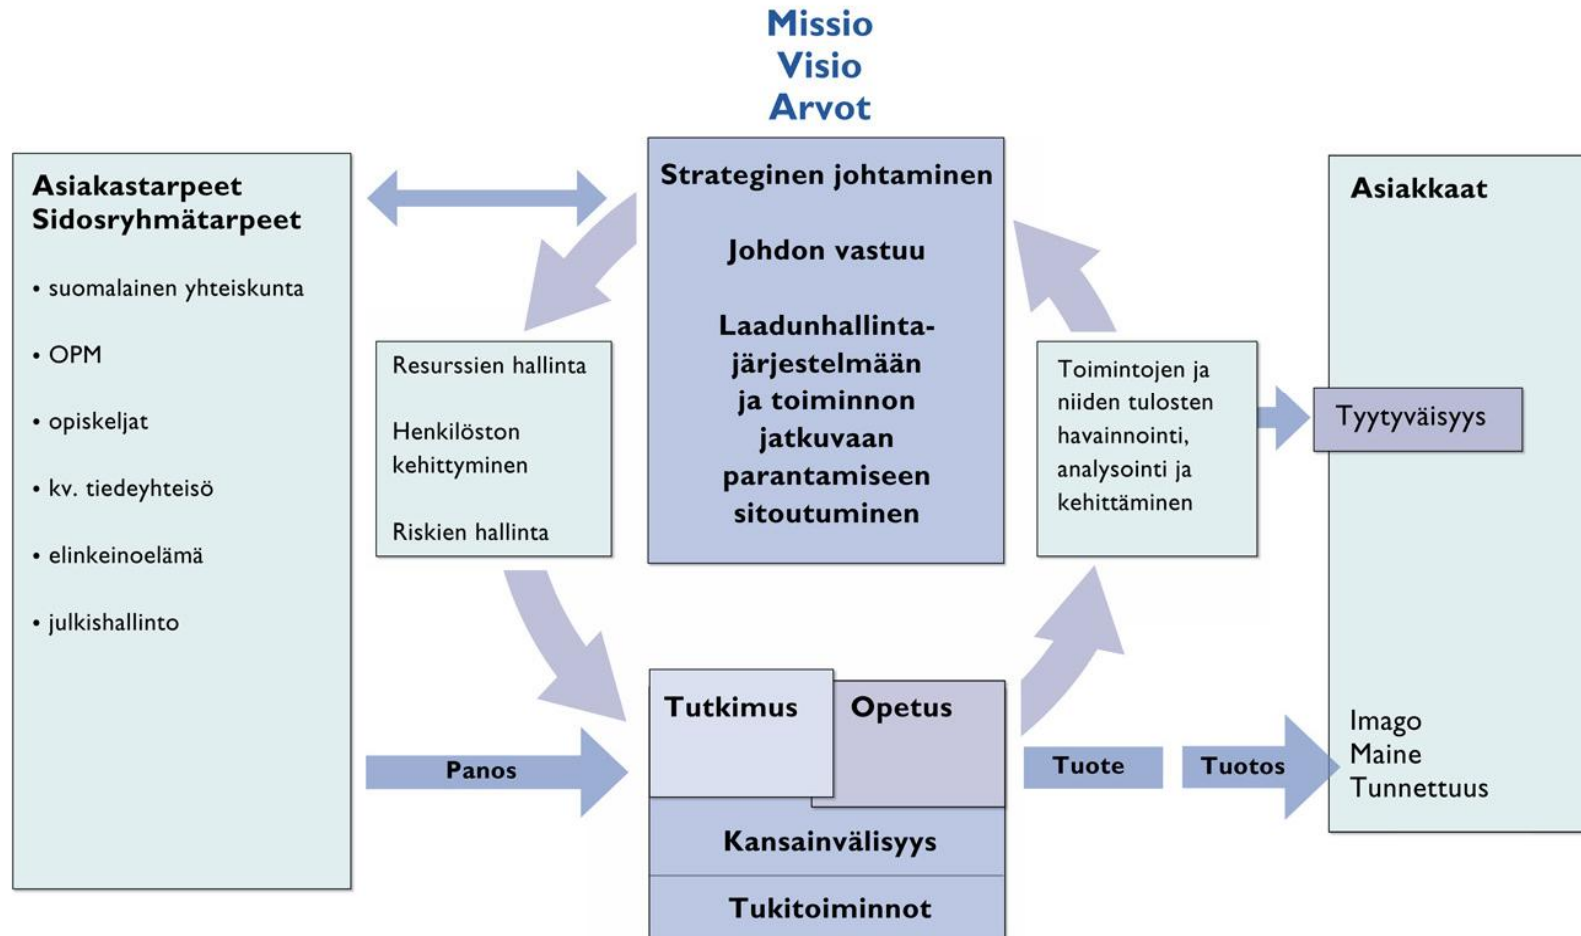 Missio
Visio
Arvot
Asiakastarpeet
Sidosryhmätarpeet
• suomalainen yhteiskunta
• OPM
• opiskeljat
• kv. tiedeyhteisö
• elinkeinoelämä
• julkishallinto
Resurssien hallinta
Henkilöston
kehittyminen
Riskien hallinta
Strateginen johtaminen
Johdon vastuu
Laadunhallinta-
järjestelmään
ja toiminnon
jatkuvaan
parantamiseen
sitoutuminen
Toimintojen ja
niiden tulosten
havainnointi,
analysointi ja
kehittäminen
Asiakkaat
Tyytyväisyys
Imago
Maine
Tunnettuus
Panos
Tutkimus
Opetus
Kansainvälisyys
Tukitoiminnot
Tuote
Tuotos